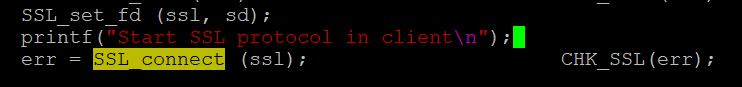 SSL_set_fd (ssl, sd);
printf("Start SSL protocol in client\n");
err = SSL_connect (ssl); CHK_SSL(err);